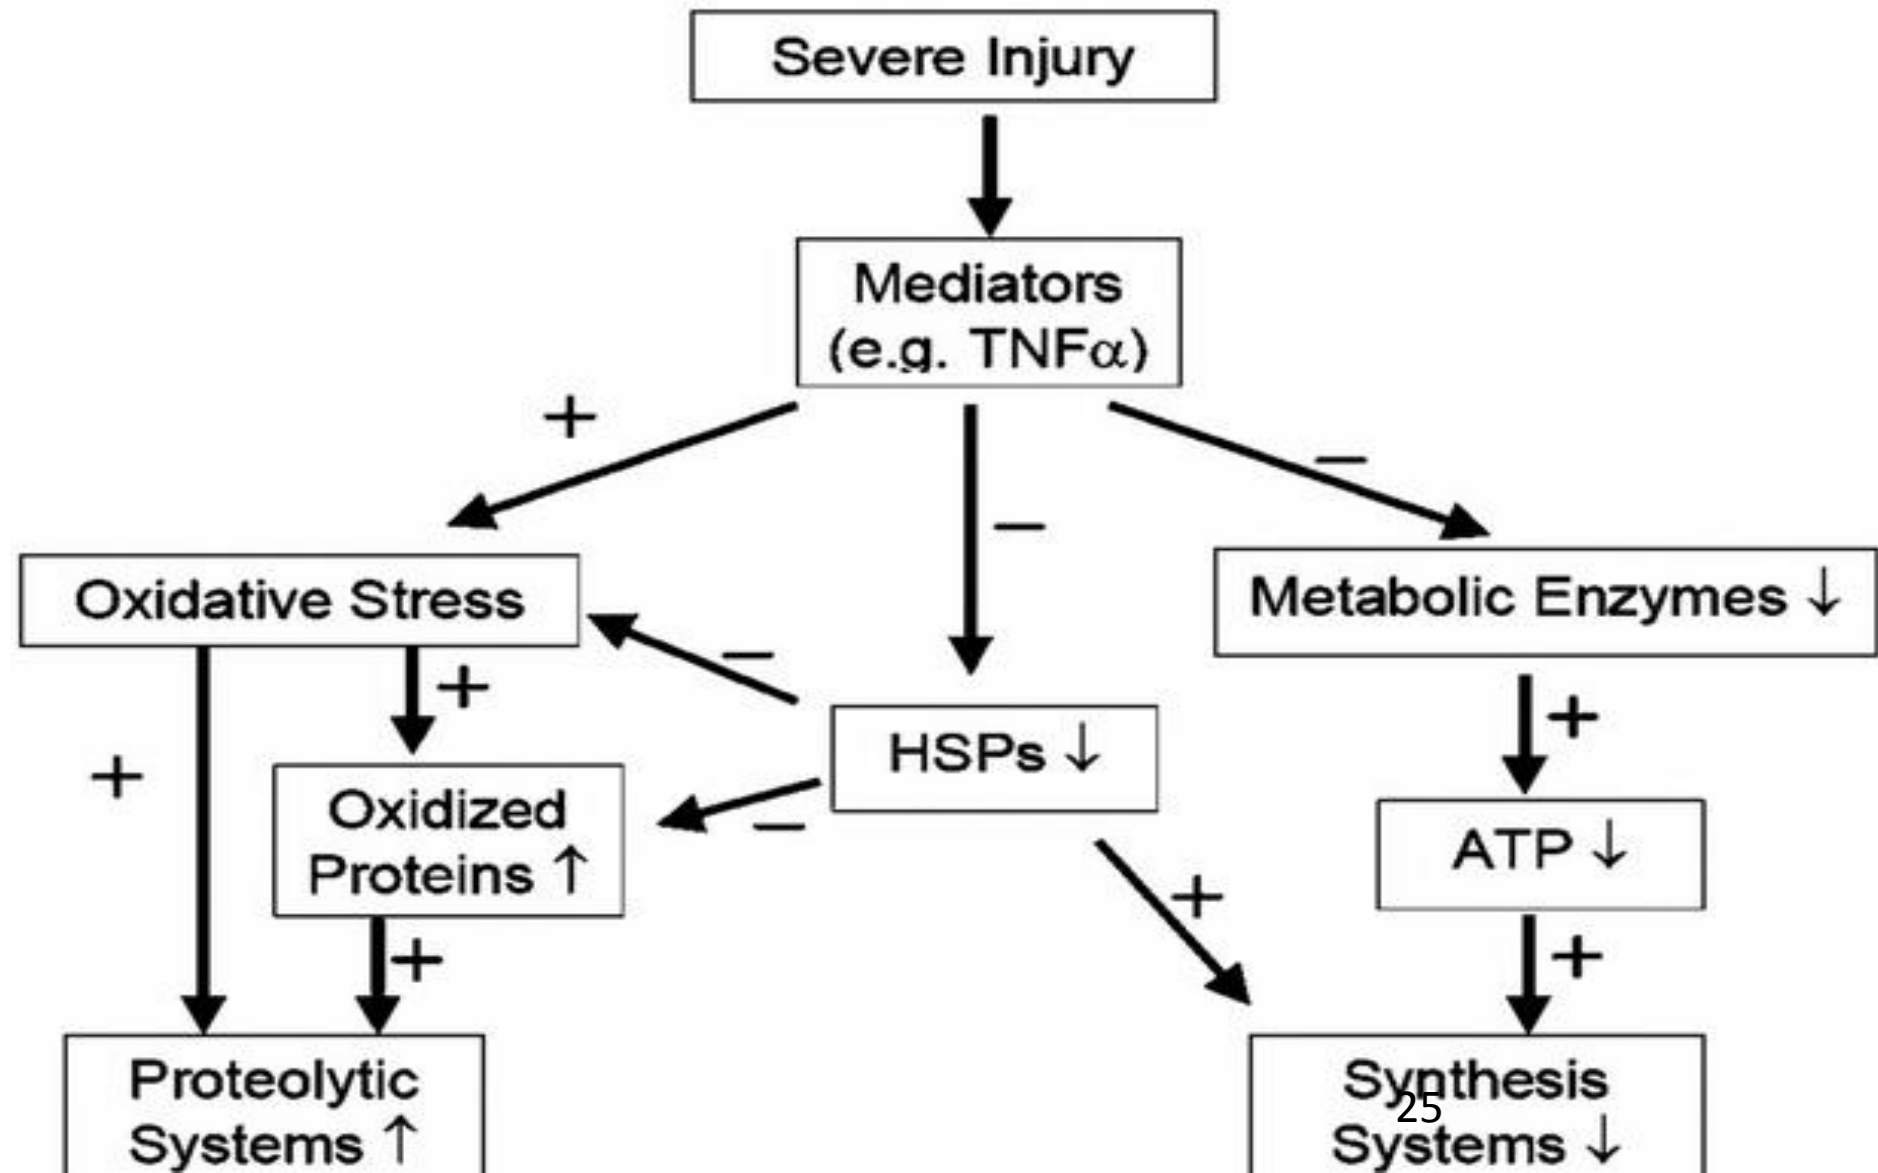 Severe Injury
Mediators
(e.g. TNFα)
+
−
−
Oxidative Stress
Metabolic Enzymes ↓
−
+
+
HSPs ↓
+
Oxidized
Proteins ↑
−
ATP ↓
+
+
+
Proteolytic
Systems ↑
Synthesis
25
Systems ↓